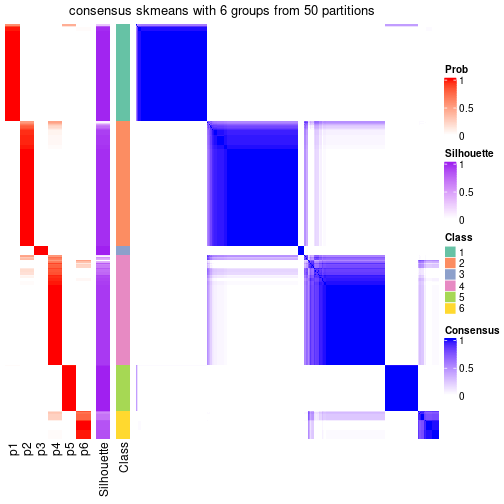 consensus skmeans with 6 groups from 50 partitions
Prob
1
0.5
0
Silhouette
1
0.5
0
Class
1
2
3
4
5
6
Consensus
1
0.5
0
p1
p2
p3
p4
p5
p6
Silhouette
Class